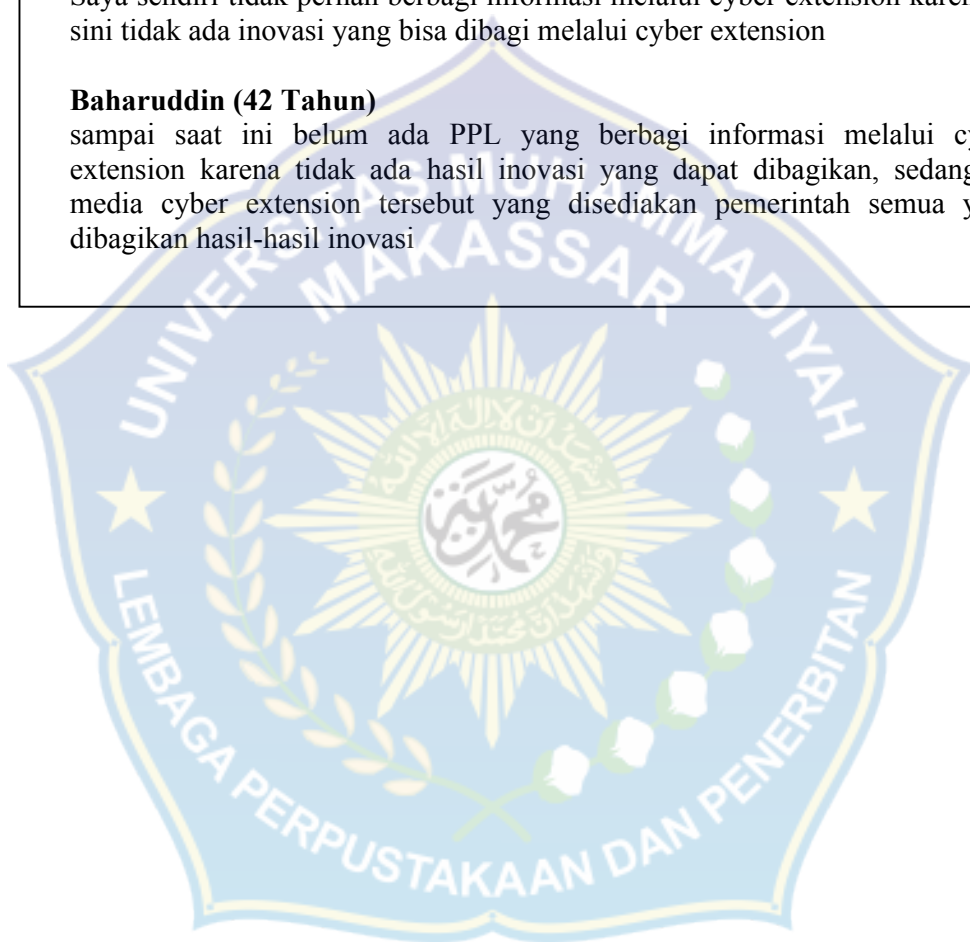 Saya sendiri tidak pernah berbagi informasi melalui cyber extension
sini tidak ada inovasi yang bisa dibagi melalui cyber extension
Baharuddin (42 Tahun)
sampai saat ini belum ada PPL yang berbagi informasi melalui
extension karena tidak ada hasil inovasi yang dapat dibagikan,
media cyber extension tersebut yang disediakan pemerintah semua
dibagikan hasil-hasil inovasi
UNIVERSITAS MUHAMMADIYAH
MAKASSAR
LEMBAGA PERPUSTAKAAN DAN PENERBITAN